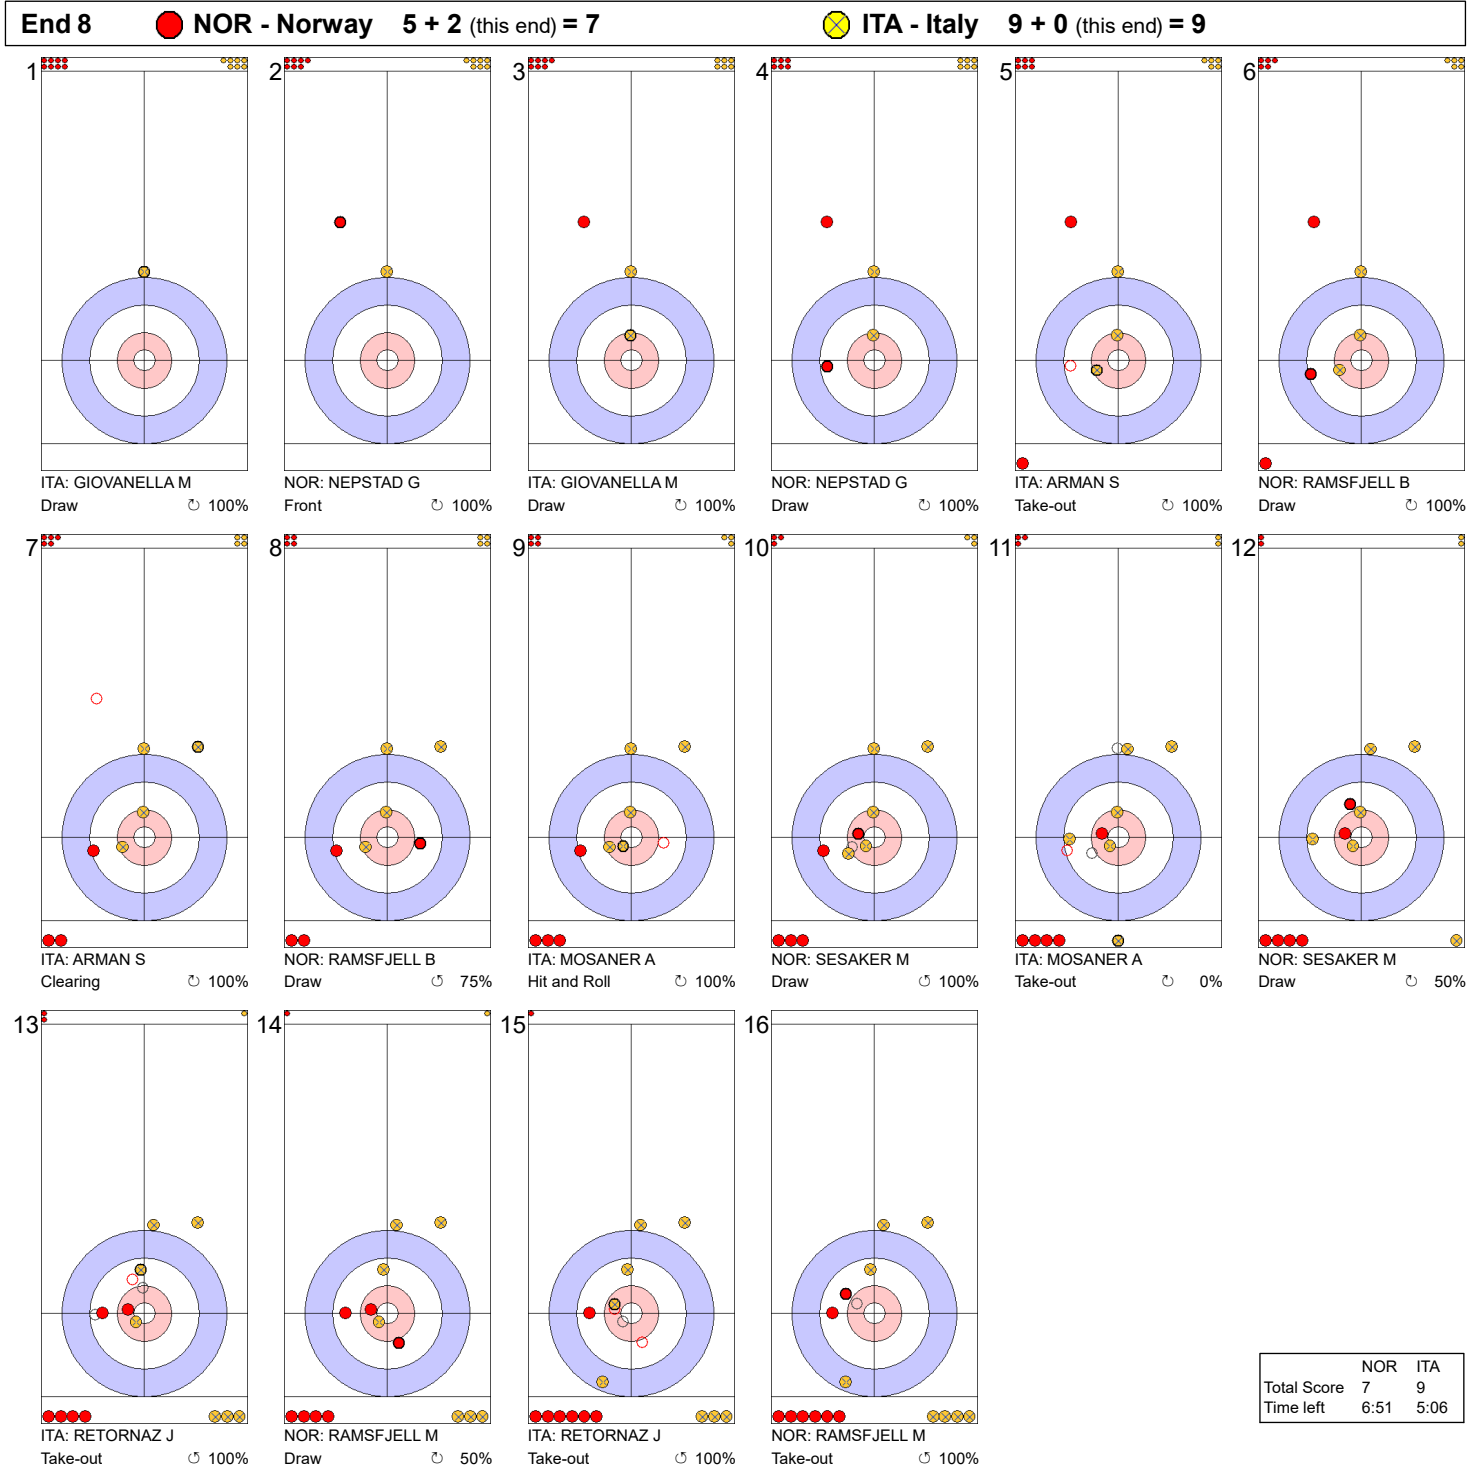 End 8 NOR - Norway 5 + 2 (this end) = 7 ITA - Italy 9 + 0 (this end) = 9
1 2 3 4 5 6
ITA: GIOVANELLA M NOR: NEPSTAD G ITA: GIOVANELLA M NOR: NEPSTAD G ITA: ARMAN S NOR: RAMSFJELL B
Draw ↻ 100% Front ↻ 100% Draw ↻ 100% Draw ↻ 100% Take-out ↻ 100% Draw ↻ 100%
7 8 9 10 11 12
ITA: ARMAN S NOR: RAMSFJELL B ITA: MOSANER A NOR: SESAKER M ITA: MOSANER A NOR: SESAKER M
Clearing ↻ 100% Draw ↺ 75% Hit and Roll ↻ 100% Draw ↺ 100% Take-out ↻ 0% Draw ↻ 50%
13 14 15 16
NOR ITA
Total Score 7 9
Time left 6:51 5:06
ITA: RETORNAZ J NOR: RAMSFJELL M ITA: RETORNAZ J NOR: RAMSFJELL M
Take-out ↺ 100% Draw ↻ 50% Take-out ↺ 100% Take-out ↺ 100%